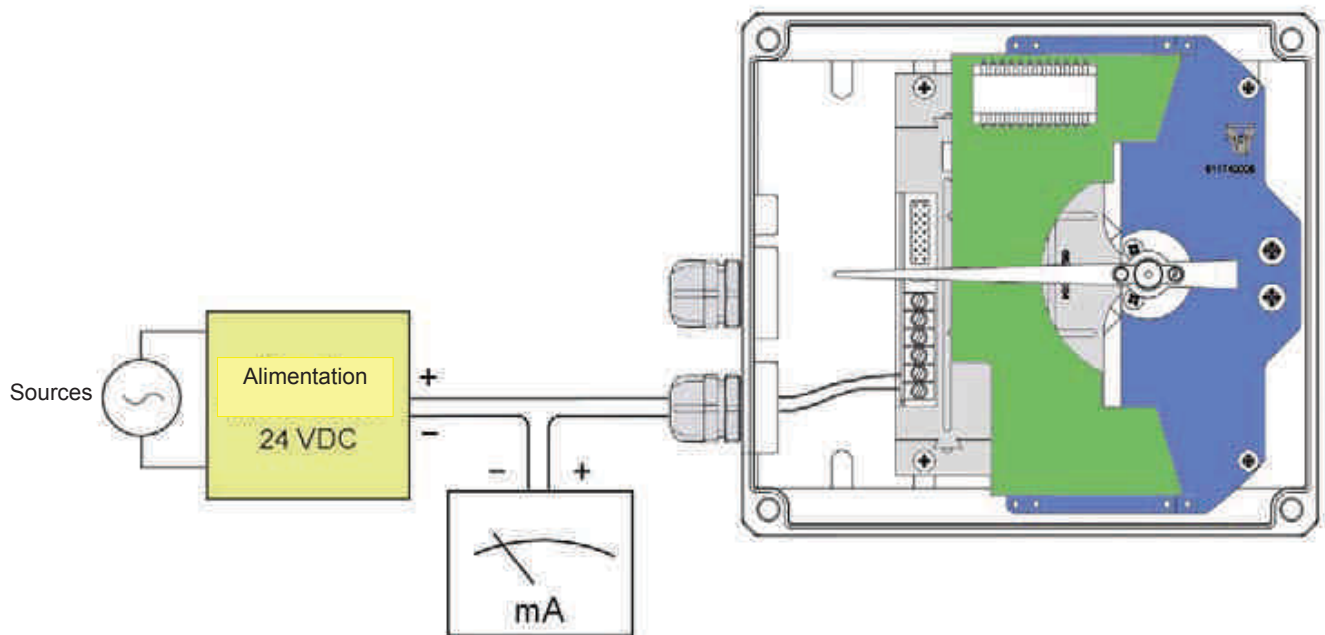 Sources
Alimentation
24 VDC
+
−
− +
mA